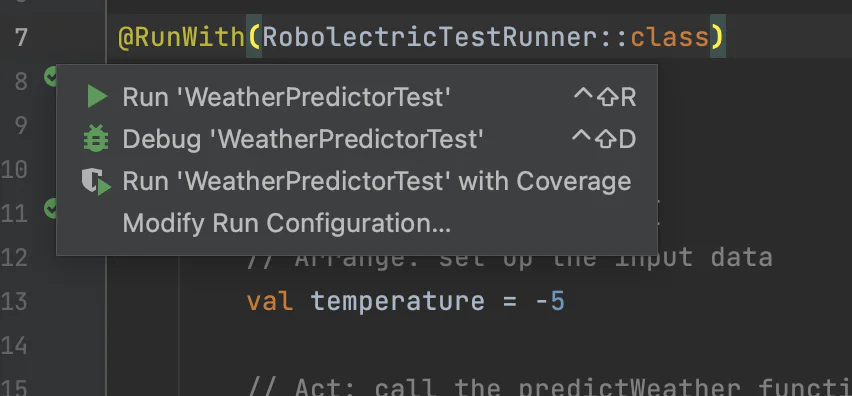 7 @RunWith(RobolectricTestRunner::class)
8
Run 'WeatherPredictorTest' ^⇧R
9
Debug 'WeatherPredictorTest' ^⇧D
10
Run 'WeatherPredictorTest' with Coverage
11
Modify Run Configuration...
12 // Arrange: set up the input data
13 val temperature = -5
14
15 // Act: call the predictWeather functi